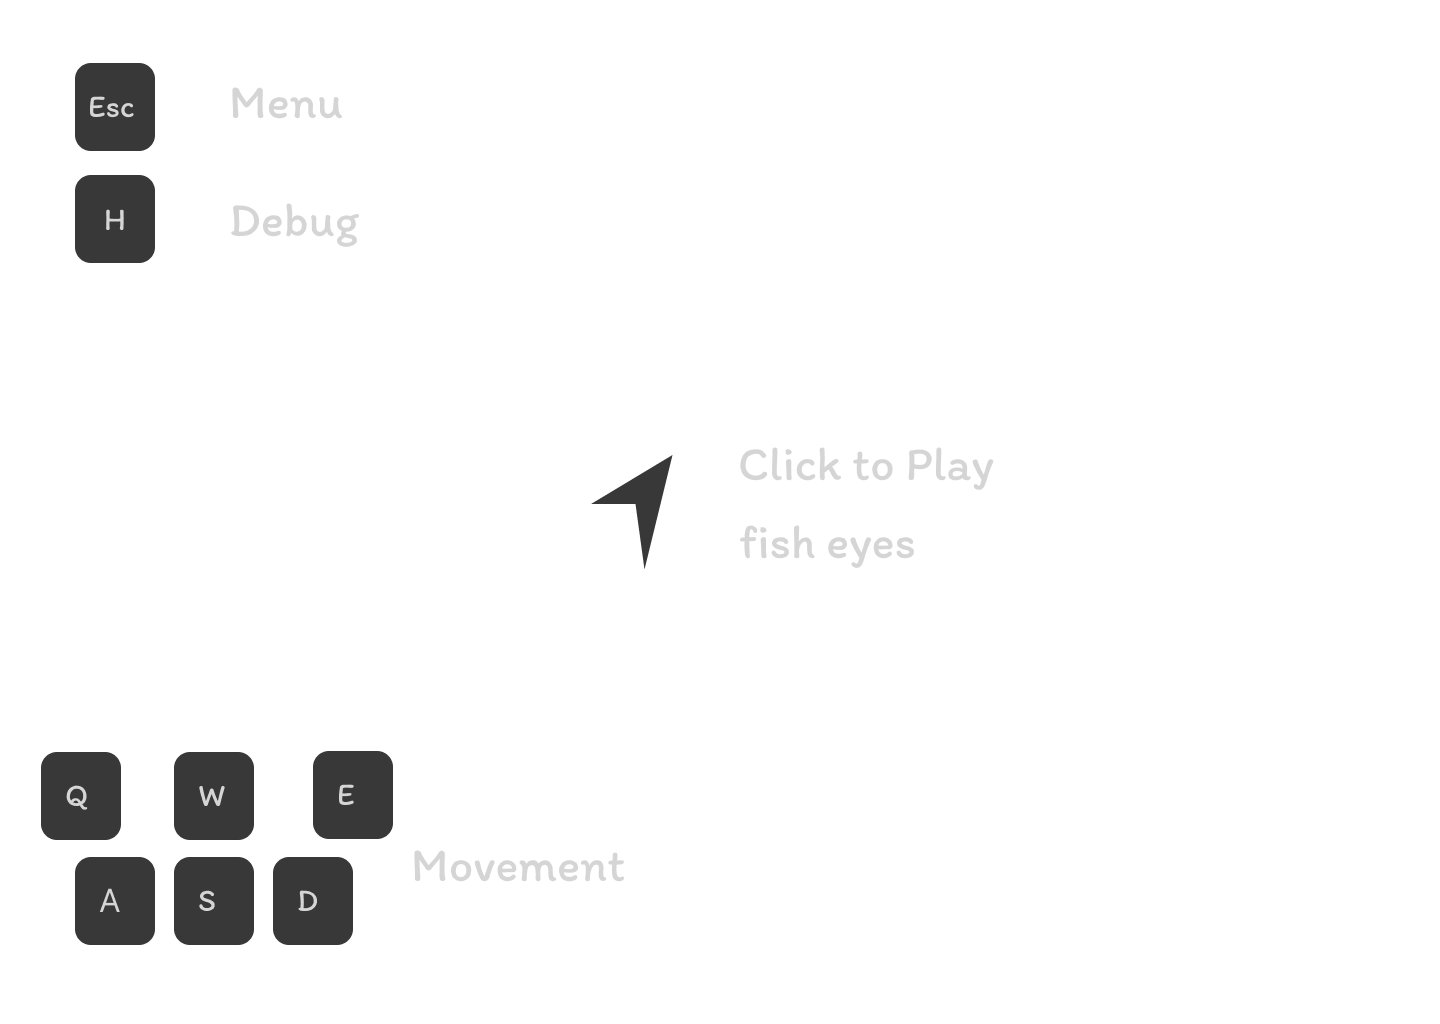 Esc Menu
H Debug
Click to Play
fish eyes
Q W E
Movement
A S D